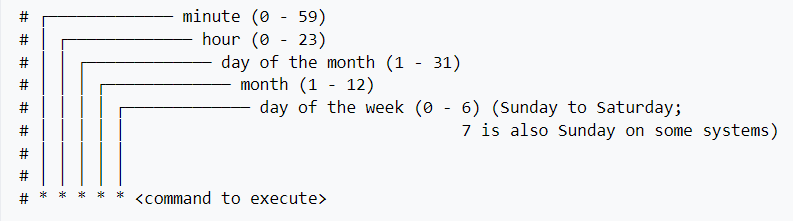 # ┌───────────── minute (0 - 59)
# │ ┌───────────── hour (0 - 23)
# │ │ ┌───────────── day of the month (1 - 31)
# │ │ │ ┌───────────── month (1 - 12)
# │ │ │ │ ┌───────────── day of the week (0 - 6) (Sunday to Saturday;
# │ │ │ │ │ 7 is also Sunday on some systems)
# │ │ │ │ │
# │ │ │ │ │
# * * * * * <command to execute>